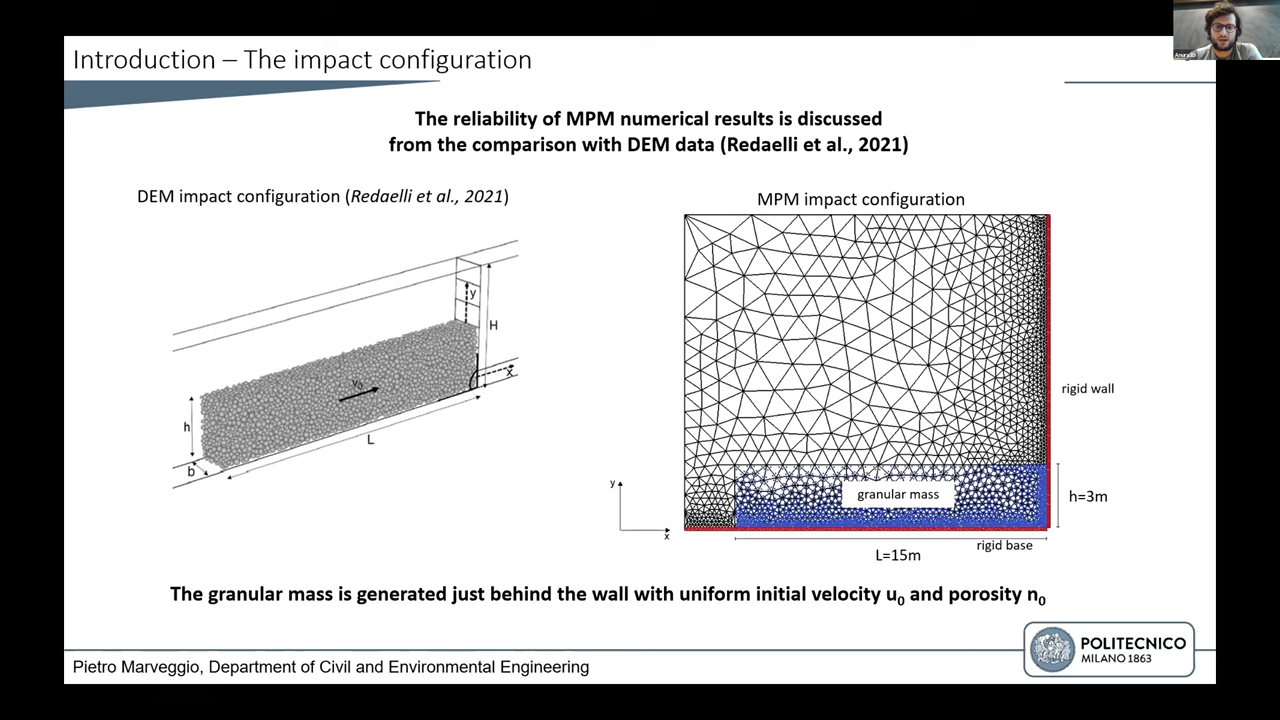 Introduction – The impact configuration
The reliability of MPM numerical results is discussed
from the comparison with DEM data (Redaelli et al., 2021)
DEM impact configuration (Redaelli et al., 2021)
MPM impact configuration
y
H
v₀
x
h
L
b
rigid wall
granular mass
h=3m
y
x
rigid base
L=15m
The granular mass is generated just behind the wall with uniform initial velocity u₀ and porosity n₀
POLITECNICO
MILANO 1863
Pietro Marveggio, Department of Civil and Environmental Engineering